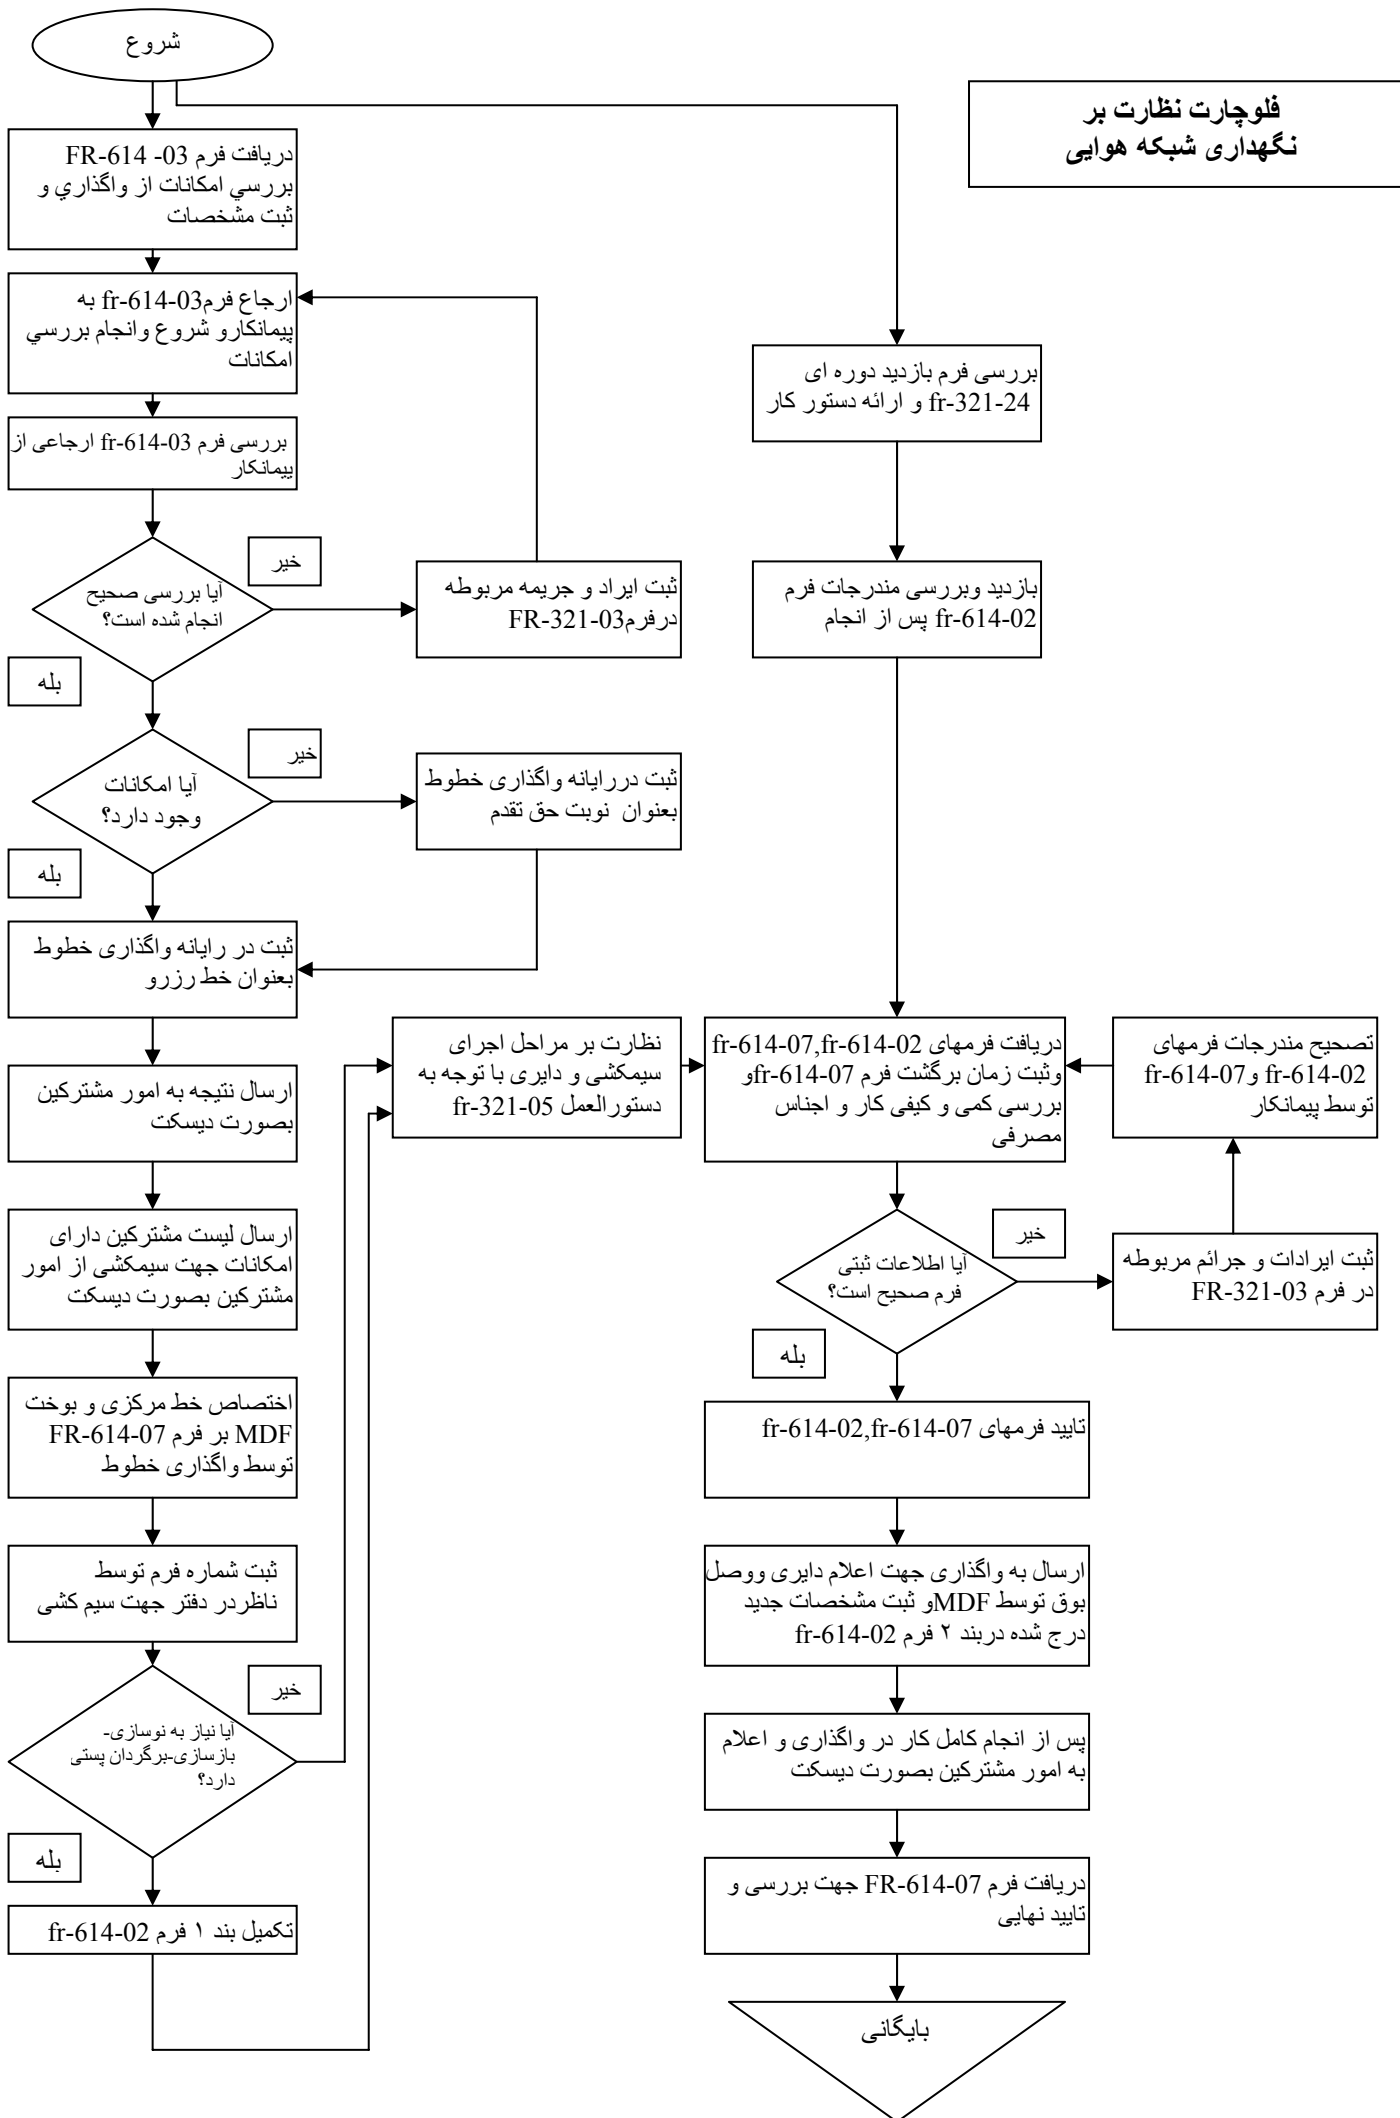 شروع
فلوچارت نظارت بر
نگهداری شبکه هوایی
دریافت فرم FR-614 -03
بررسي امکانات از واگذاري و
ثبت مشخصات
ارجاع فرم fr-614-03 به
پیمانکارو شروع وانجام بررسي
امکانات
بررسی فرم fr-614-03 ارجاعی از
پیمانکار
آیا بررسی صحیح
انجام شده است؟
خیر
ثبت ایراد و جریمه مربوطه
درفرم FR-321-03
بله
آیا امکانات
وجود دارد؟
خیر
ثبت دررایانه واگذاری خطوط
بعنوان نوبت حق تقدم
بله
ثبت در رایانه واگذاری خطوط
بعنوان خط رزرو
ارسال نتیجه به امور مشترکین
بصورت دیسکت
ارسال لیست مشترکین دارای
امکانات جهت سیمکشی از امور
مشترکین بصورت دیسکت
اختصاص خط مرکزی و بوخت
MDF بر فرم FR-614-07
توسط واگذاری خطوط
ثبت شماره فرم توسط
ناظردر دفتر جهت سیم کشی
آیا نیاز به نوسازی-
بازسازی-برگردان پستی
دارد؟
خیر
بله
تکمیل بند ۱ فرم fr-614-02
نظارت بر مراحل اجرای
سیمکشی و دایری با توجه به
دستورالعمل fr-321-05
بررسی فرم بازدید دوره ای
fr-321-24 و ارائه دستور کار
بازدید وبررسی مندرجات فرم
fr-614-02 پس از انجام
دریافت فرمهای fr-614-07,fr-614-02
وثبت زمان برگشت فرم fr-614-07و
بررسی کمی و کیفی کار و اجناس
مصرفی
تصحیح مندرجات فرمهای
fr-614-02 وfr-614-07
توسط پیمانکار
آیا اطلاعات ثبتی
فرم صحیح است؟
خیر
ثبت ایرادات و جرائم مربوطه
در فرم FR-321-03
بله
تایید فرمهای fr-614-02,fr-614-07
ارسال به واگذاری جهت اعلام دایری ووصل
بوق توسط MDFو ثبت مشخصات جدید
درج شده دربند ۲ فرم fr-614-02
پس از انجام کامل کار در واگذاری و اعلام
به امور مشترکین بصورت دیسکت
دریافت فرم FR-614-07 جهت بررسی و
تایید نهایی
بایگانی